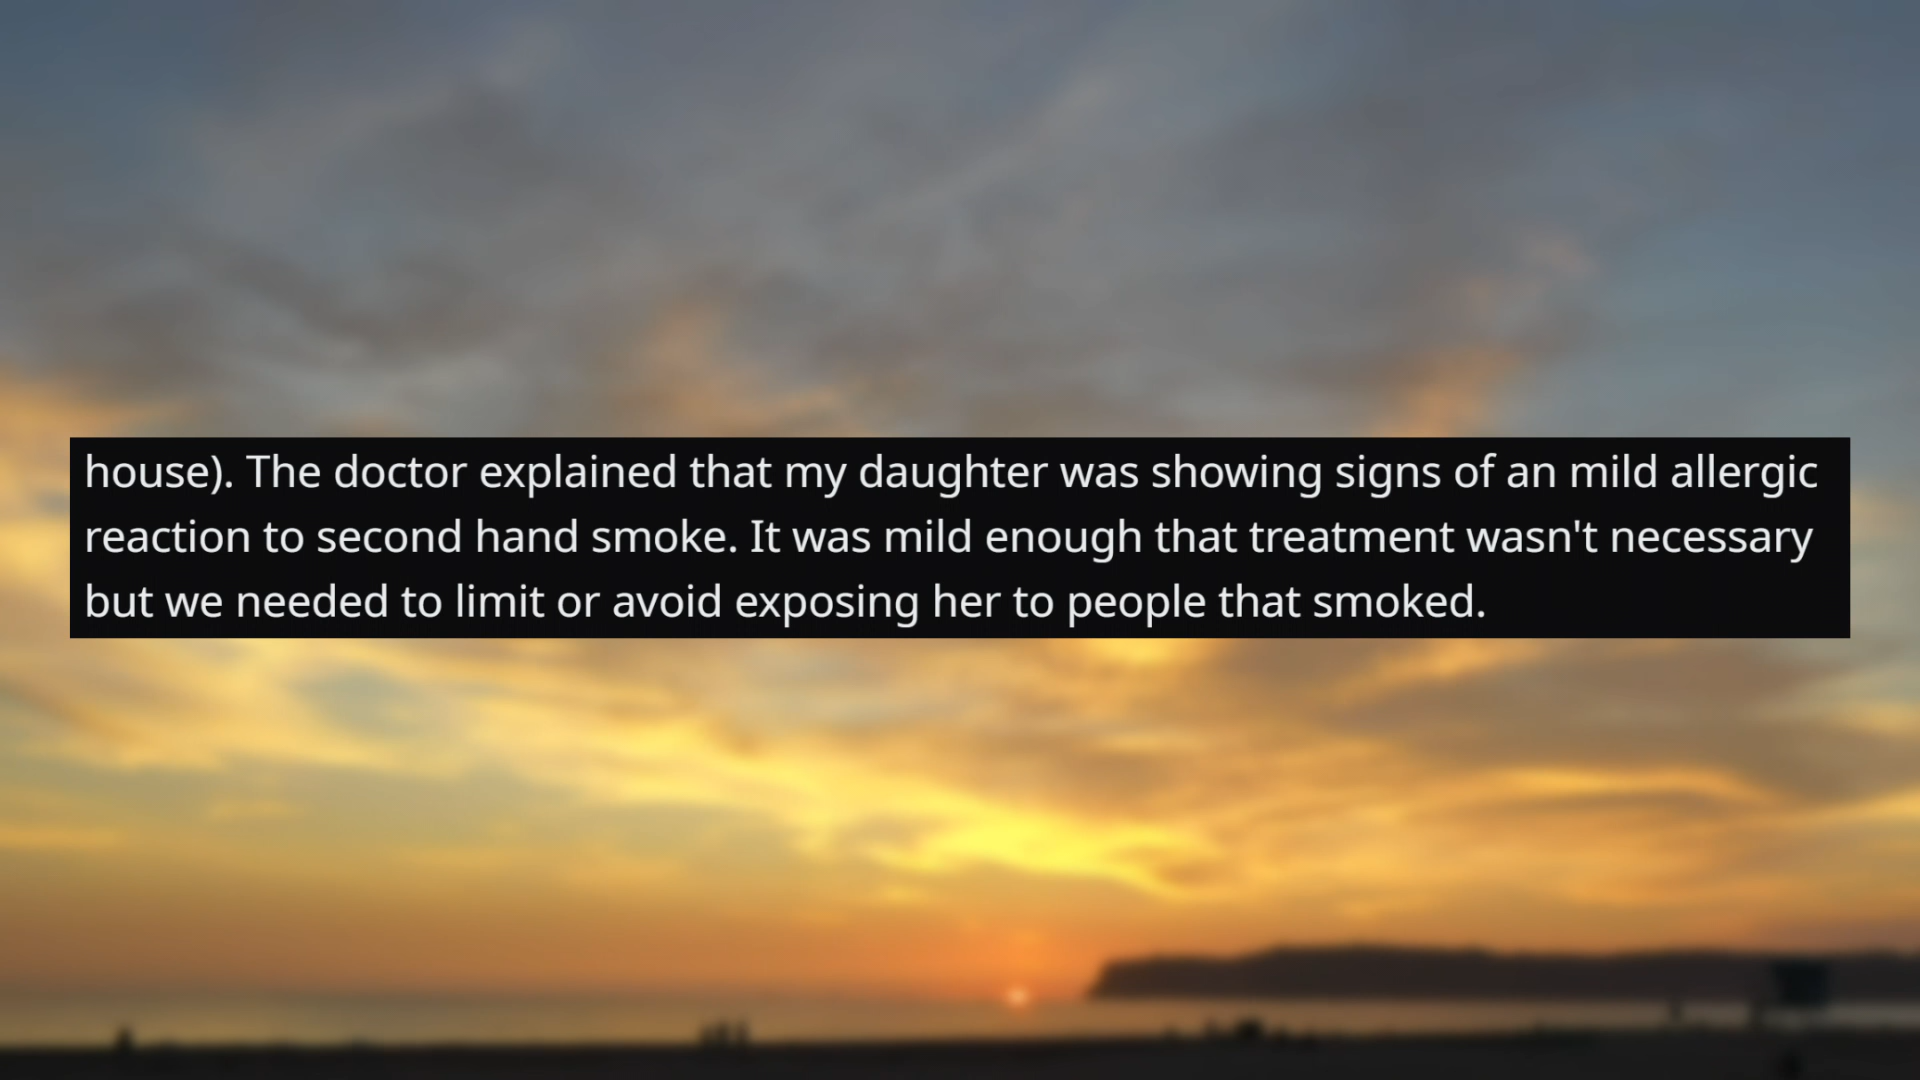 house). The doctor explained that my daughter was showing signs of an mild allergic
reaction to second hand smoke. It was mild enough that treatment wasn't necessary
but we needed to limit or avoid exposing her to people that smoked.